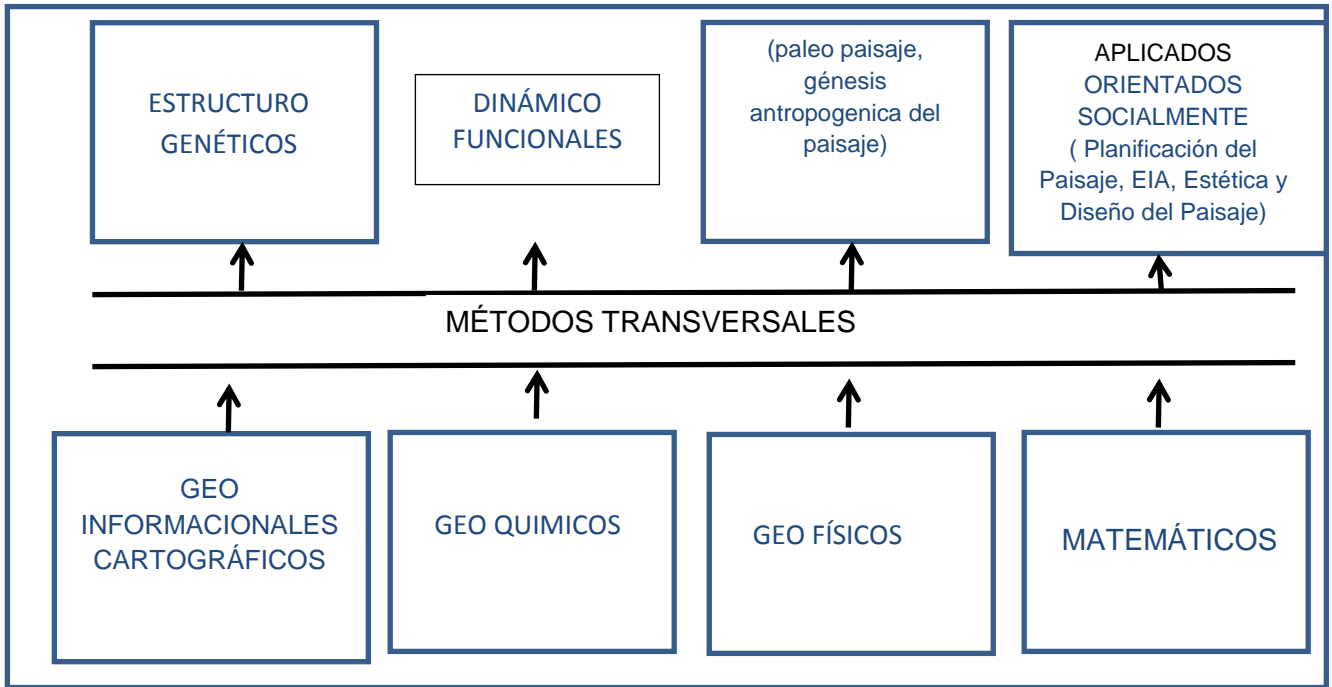 ESTRUCTURO
GENÉTICOS
DINÁMICO
FUNCIONALES
(paleo paisaje,
génesis
antropogenica del
paisaje)
APLICADOS
ORIENTADOS
SOCIALMENTE
( Planificación del
Paisaje, EIA, Estética y
Diseño del Paisaje)
MÉTODOS TRANSVERSALES
GEO
INFORMACIONALES
CARTOGRÁFICOS
GEO QUIMICOS
GEO FÍSICOS
MATEMÁTICOS